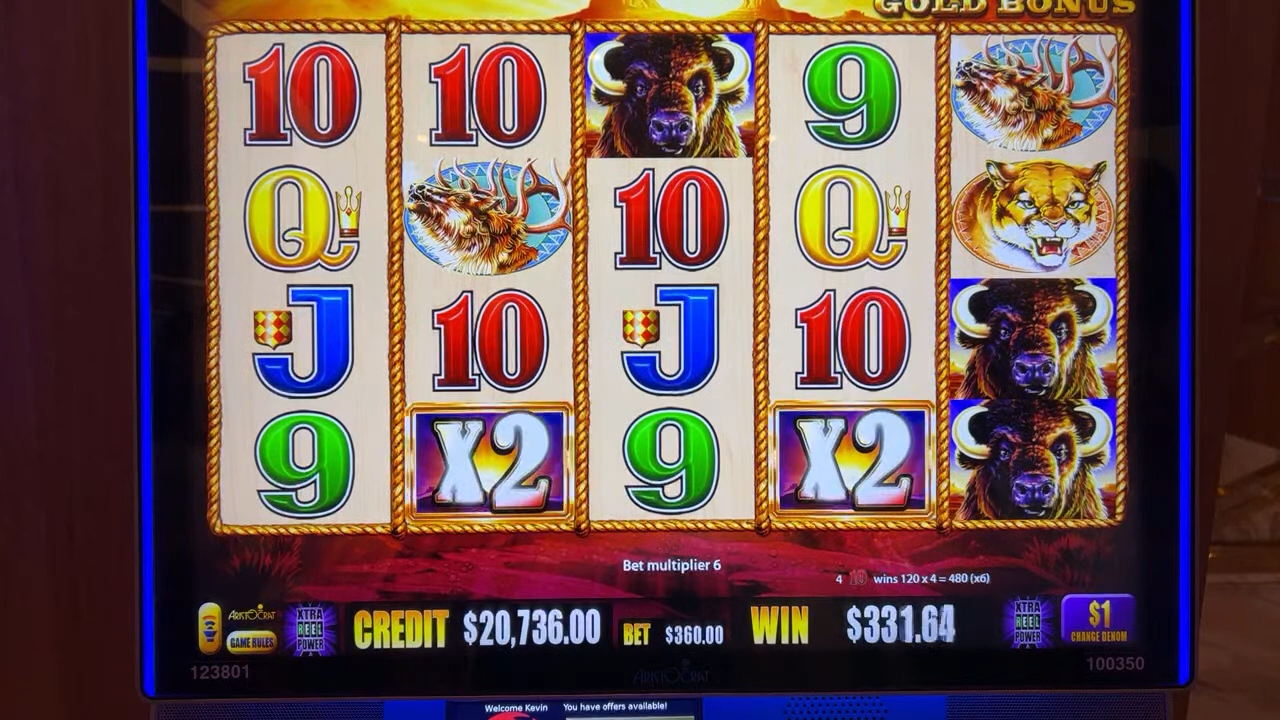 GOLD BONUS
10 10 9
Q 10 Q
J 10 J 10
9 X2 9 X2
Bet multiplier 6
4 10 wins 120 x 4 = 480 (x6)
ARISTOCRAT
GAME RULES
XTRA REEL POWER
CREDIT $20,736.00
BET $360.00
WIN $331.64
XTRA REEL POWER
$1
CHANGE DENOM
123801
ARISTOCRAT
100350
Welcome Kevin
You have offers available!